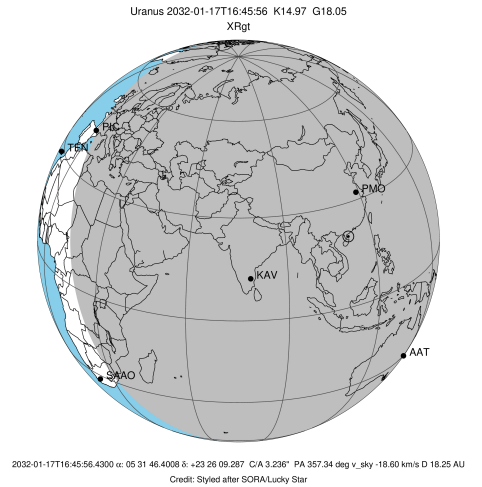 Uranus 2032-01-17T16:45:56 K14.97 G18.05
XRgt
PIC
TEN
PMO
KAV
AAT
SAAO
2032-01-17T16:45:56.4300 α: 05 31 46.4008 δ: +23 26 09.287 C/A 3.236" PA 357.34 deg v_sky -18.60 km/s D 18.25 AU
Credit: Styled after SORA/Lucky Star